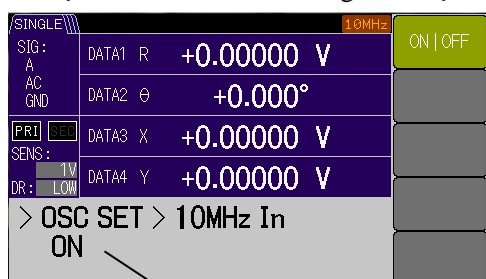 SINGLE
10MHz
ON|OFF
SIG:
A
AC
GND
DATA1 R +0.00000 V
DATA2 θ +0.000°
PRI SEC
DATA3 X +0.00000 V
SENS:
1V
DR: LOW
DATA4 Y +0.00000 V
> OSC SET > 10MHz In
ON